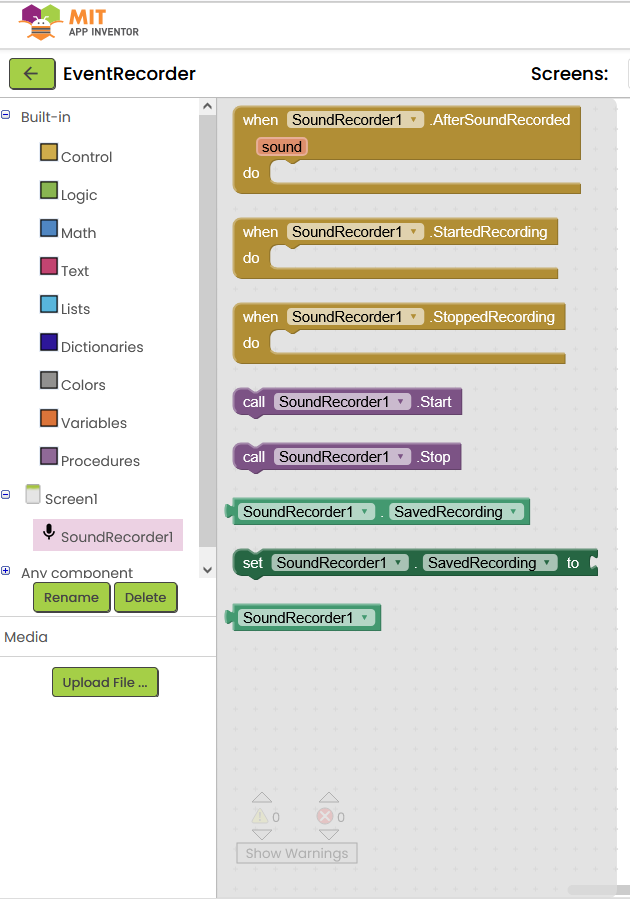 MIT
APP INVENTOR
EventRecorder
Screens:
Built-in
Control
Logic
Math
Text
Lists
Dictionaries
Colors
Variables
Procedures
Screen1
SoundRecorder1
Any component
Rename
Delete
Media
Upload File ...
when SoundRecorder1 .AfterSoundRecorded
sound
do
when SoundRecorder1 .StartedRecording
do
when SoundRecorder1 .StoppedRecording
do
call SoundRecorder1 .Start
call SoundRecorder1 .Stop
SoundRecorder1 . SavedRecording
set SoundRecorder1 . SavedRecording to
SoundRecorder1
0 0
Show Warnings